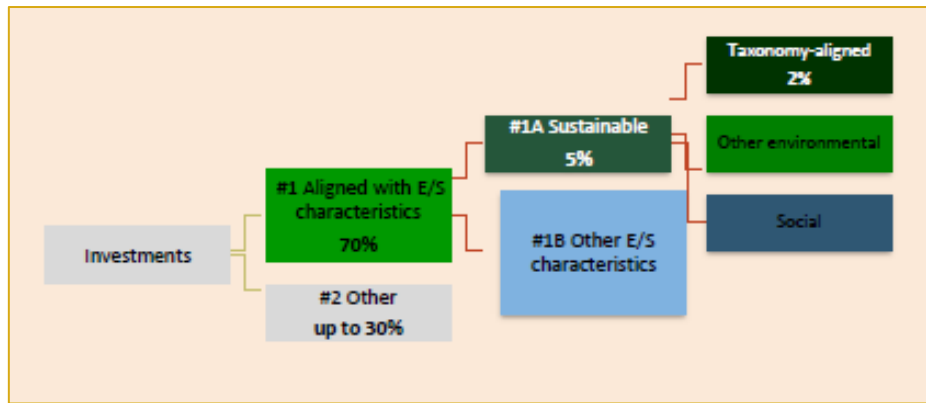 Investments
#1 Aligned with E/S
characteristics
70%
#2 Other
up to 30%
#1A Sustainable
5%
#1B Other E/S
characteristics
Taxonomy-aligned
2%
Other environmental
Social